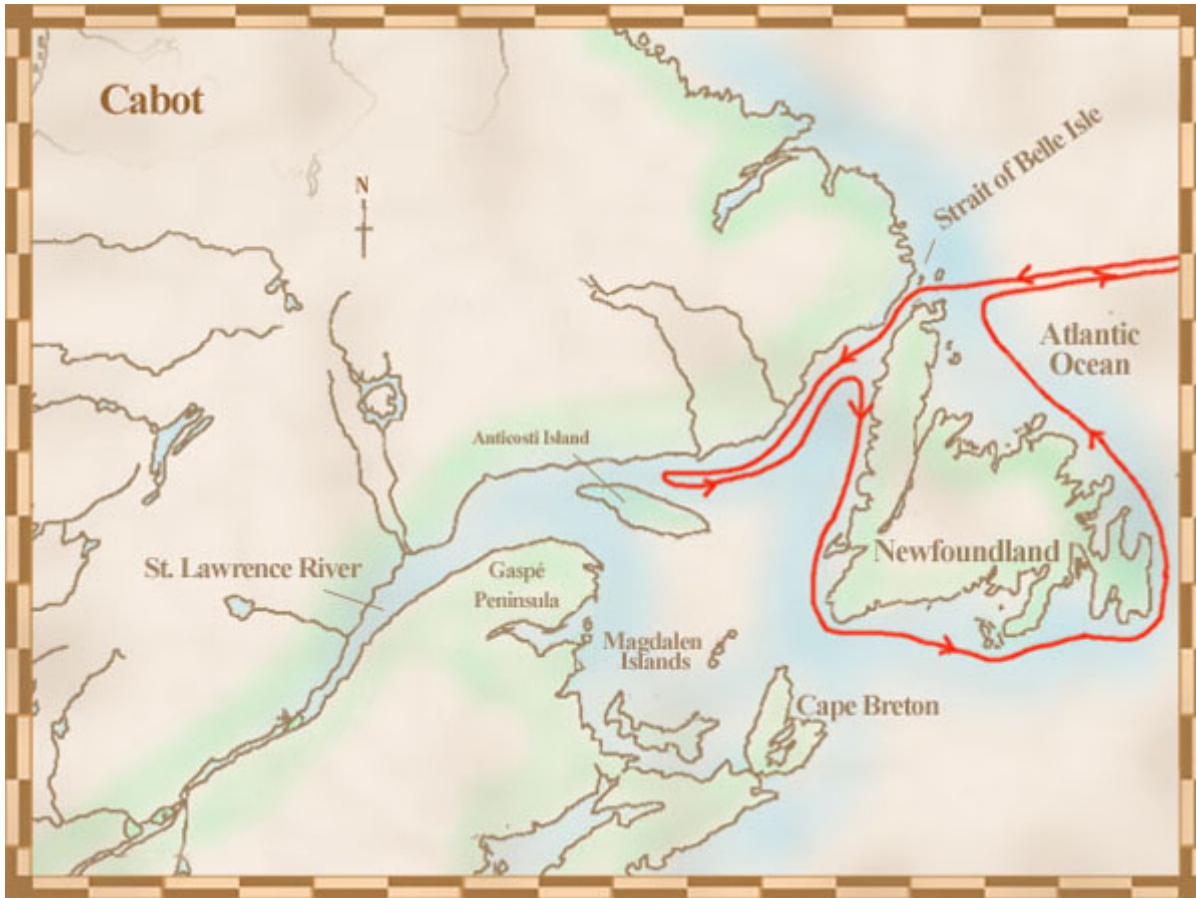 Cabot
N
Strait of Belle Isle
Atlantic
Ocean
Anticosti Island
Newfoundland
St. Lawrence River
Gaspé
Peninsula
Magdalen
Islands
Cape Breton